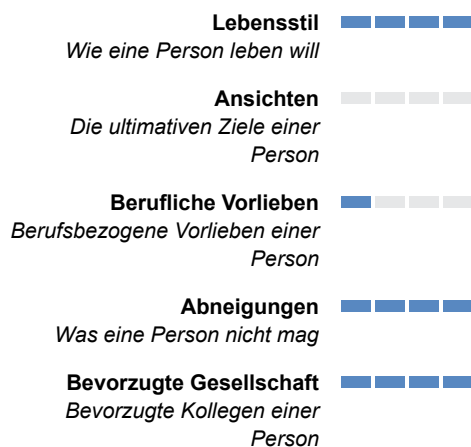 Lebensstil
Wie eine Person leben will
Ansichten
Die ultimativen Ziele einer
Person
Berufliche Vorlieben
Berufsbezogene Vorlieben einer
Person
Abneigungen
Was eine Person nicht mag
Bevorzugte Gesellschaft
Bevorzugte Kollegen einer
Person